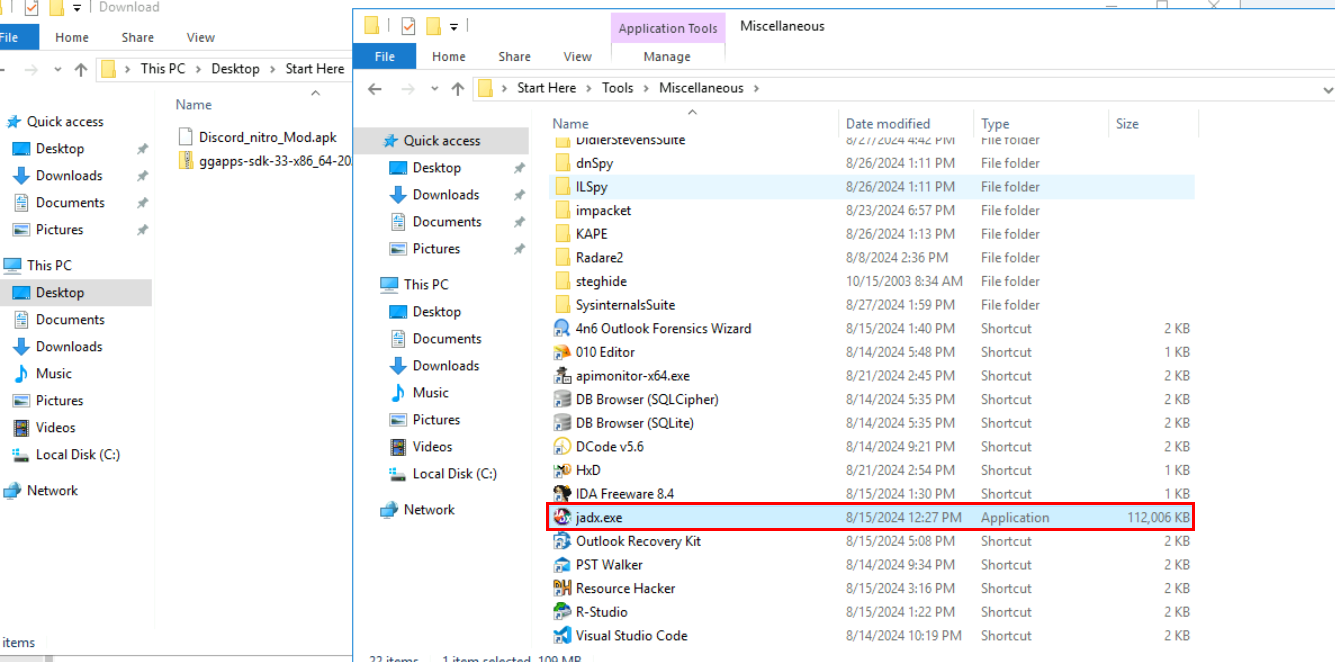 Download
File Home Share View
This PC > Desktop > Start Here
Name
Quick access
Desktop
Downloads
Documents
Pictures
This PC
Desktop
Documents
Downloads
Music
Pictures
Videos
Local Disk (C:)
Network
Discord_nitro_Mod.apk
ggapps-sdk-33-x86_64-20
items
Application Tools Miscellaneous
File Home Share View Manage
Start Here > Tools > Miscellaneous >
Quick access
Desktop
Downloads
Documents
Pictures
This PC
Desktop
Documents
Downloads
Music
Pictures
Videos
Local Disk (C:)
Network
Name Date modified Type Size
DidierStevensSuite 8/27/2024 4:42 PM File folder
dnSpy 8/26/2024 1:11 PM File folder
ILSpy 8/26/2024 1:11 PM File folder
impacket 8/23/2024 6:57 PM File folder
KAPE 8/26/2024 1:13 PM File folder
Radare2 8/8/2024 2:36 PM File folder
steghide 10/15/2003 8:34 AM File folder
SysinternalsSuite 8/27/2024 1:59 PM File folder
4n6 Outlook Forensics Wizard 8/15/2024 1:40 PM Shortcut 2 KB
010 Editor 8/14/2024 5:48 PM Shortcut 1 KB
apimonitor-x64.exe 8/21/2024 2:45 PM Shortcut 2 KB
DB Browser (SQLCipher) 8/14/2024 5:35 PM Shortcut 2 KB
DB Browser (SQLite) 8/14/2024 5:35 PM Shortcut 2 KB
DCode v5.6 8/14/2024 9:21 PM Shortcut 2 KB
HxD 8/21/2024 2:54 PM Shortcut 1 KB
IDA Freeware 8.4 8/15/2024 1:30 PM Shortcut 1 KB
jadx.exe 8/15/2024 12:27 PM Application 112,006 KB
Outlook Recovery Kit 8/15/2024 5:08 PM Shortcut 2 KB
PST Walker 8/14/2024 9:34 PM Shortcut 2 KB
Resource Hacker 8/15/2024 3:16 PM Shortcut 2 KB
R-Studio 8/15/2024 1:22 PM Shortcut 2 KB
Visual Studio Code 8/14/2024 10:19 PM Shortcut 2 KB
22 items 1 item selected 109 MB